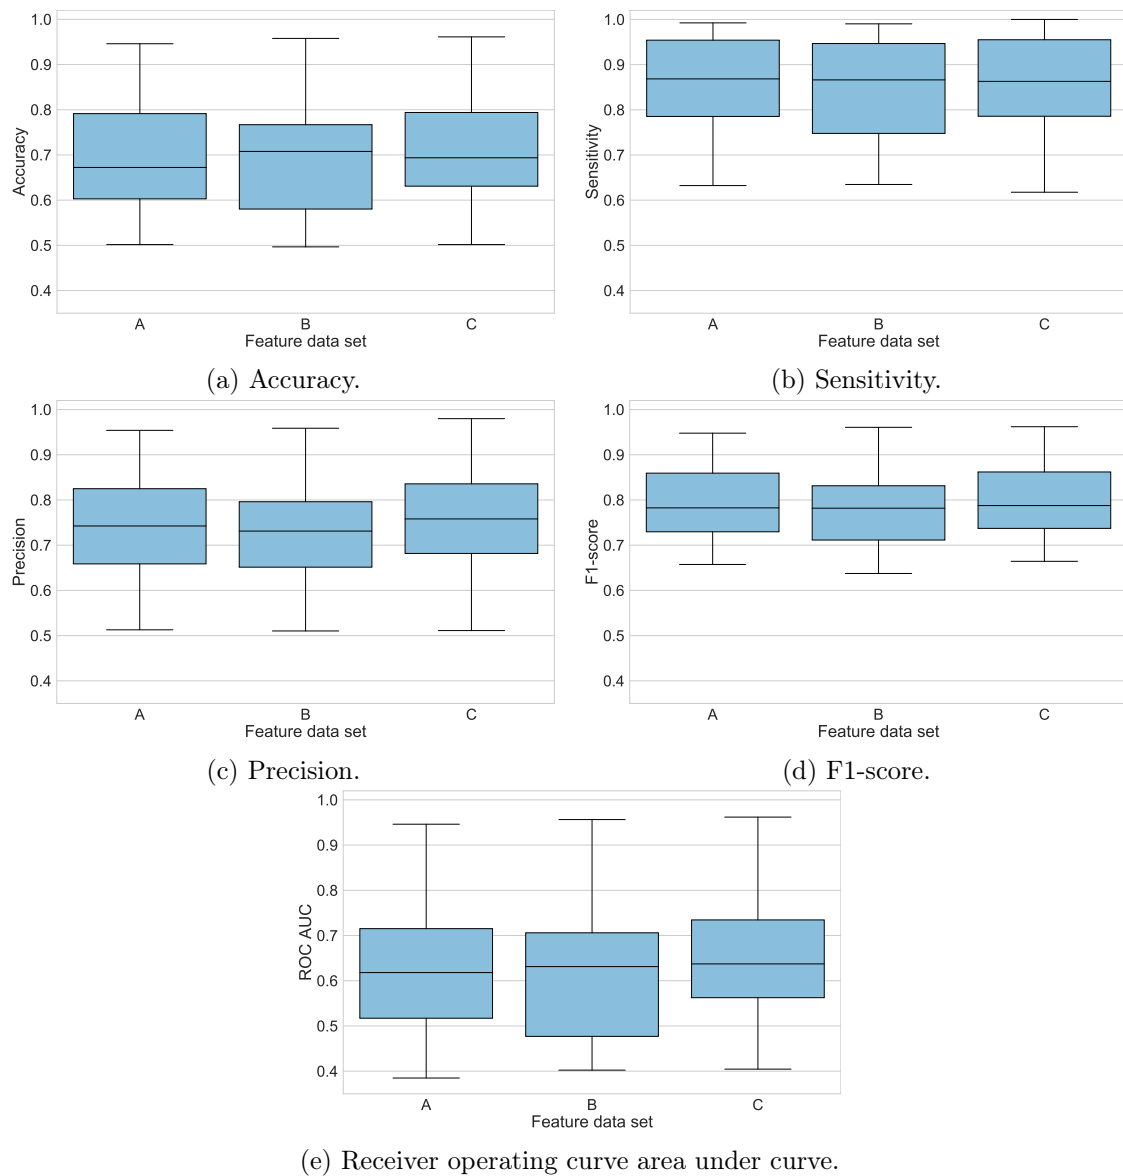 1.0
0.9
0.8
0.7
0.6
0.5
0.4
Accuracy
A B C
Feature data set
(a) Accuracy.
1.0
0.9
0.8
0.7
0.6
0.5
0.4
Sensitivity
A B C
Feature data set
(b) Sensitivity.
1.0
0.9
0.8
0.7
0.6
0.5
0.4
Precision
A B C
Feature data set
(c) Precision.
1.0
0.9
0.8
0.7
0.6
0.5
0.4
F1-score
A B C
Feature data set
(d) F1-score.
1.0
0.9
0.8
0.7
0.6
0.5
0.4
ROC AUC
A B C
Feature data set
(e) Receiver operating curve area under curve.